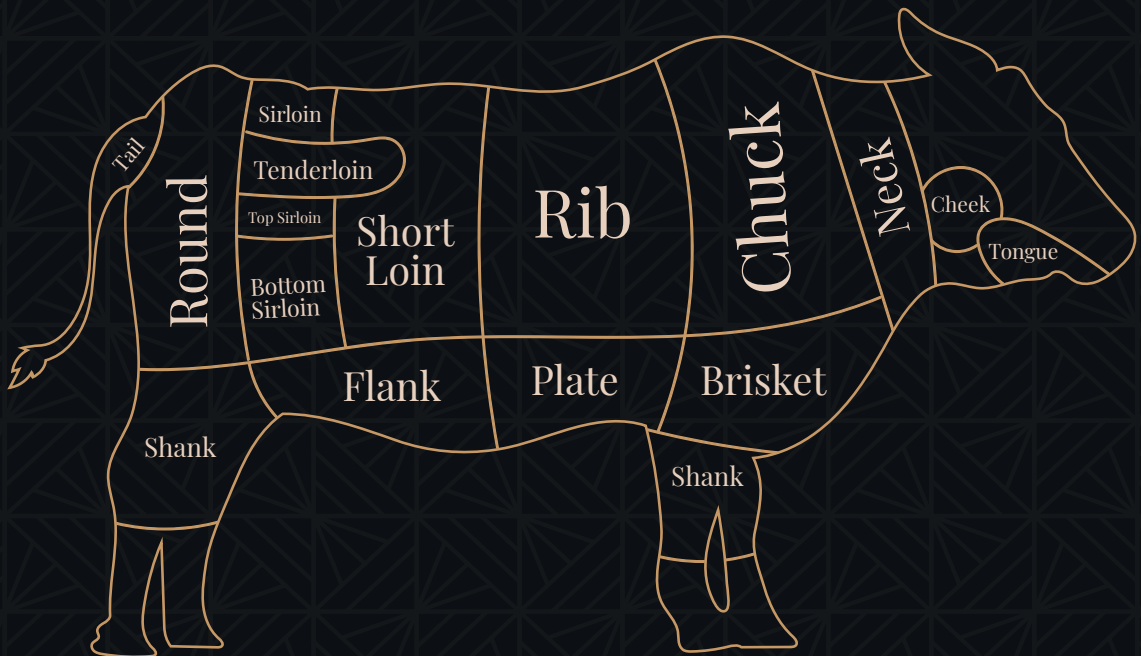 Tail
Round
Sirloin
Tenderloin
Top Sirloin
Bottom
Sirloin
Short
Loin
Rib
Chuck
Neck
Cheek
Tongue
Flank
Plate
Brisket
Shank
Shank